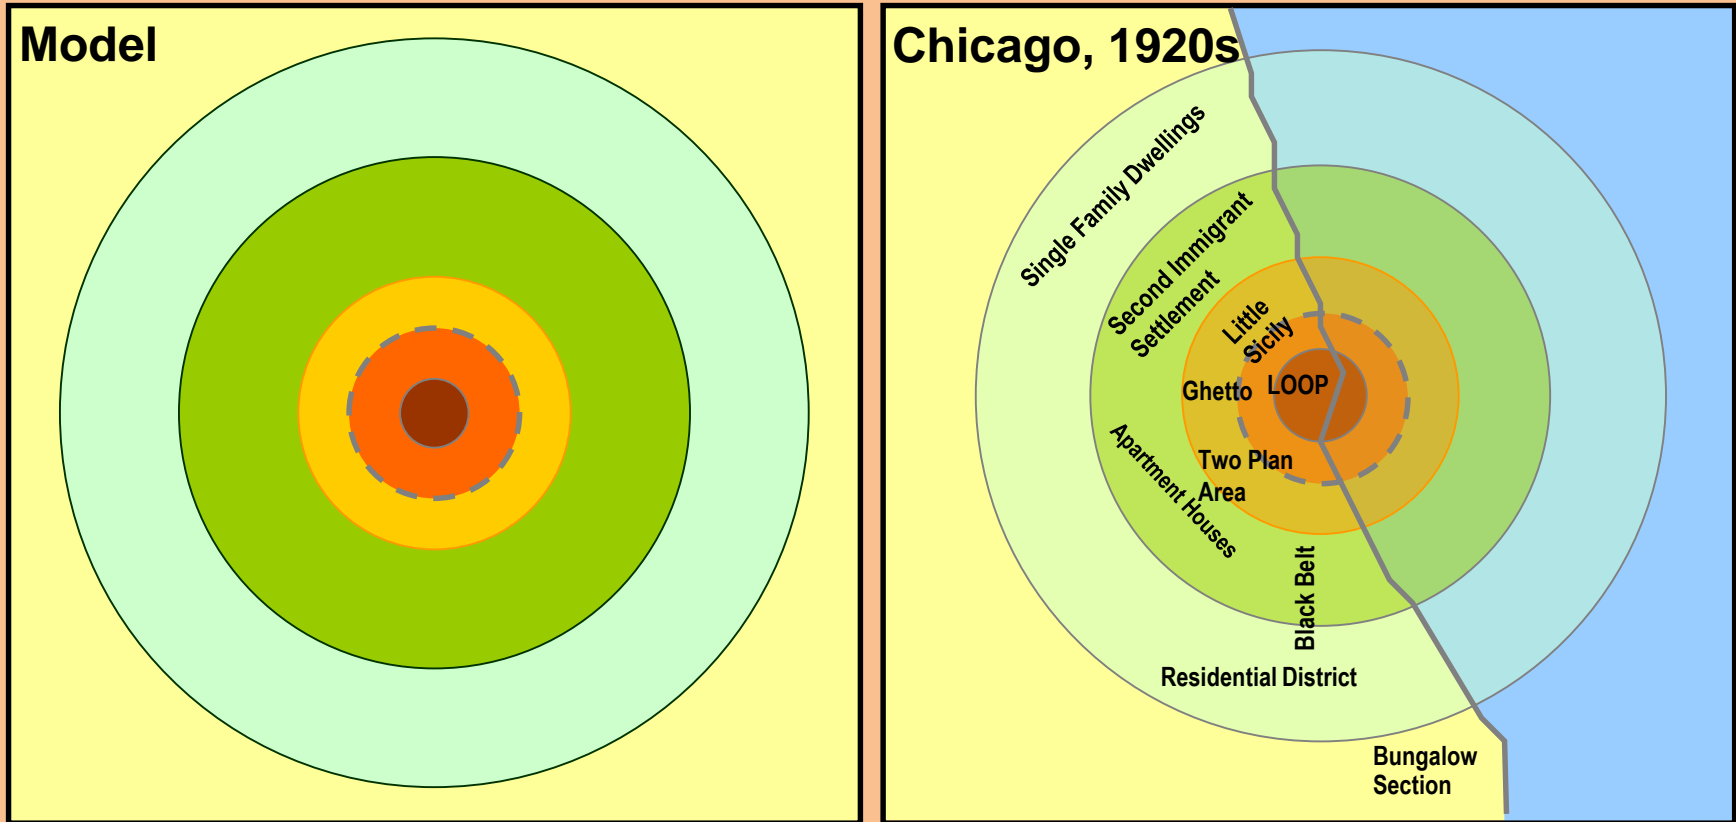 Model
Chicago, 1920s
Single Family Dwellings
Second Immigrant
Settlement
Little
Sicily
LOOP
Ghetto
Two Plan
Area
Apartment Houses
Black Belt
Residential District
Bungalow
Section